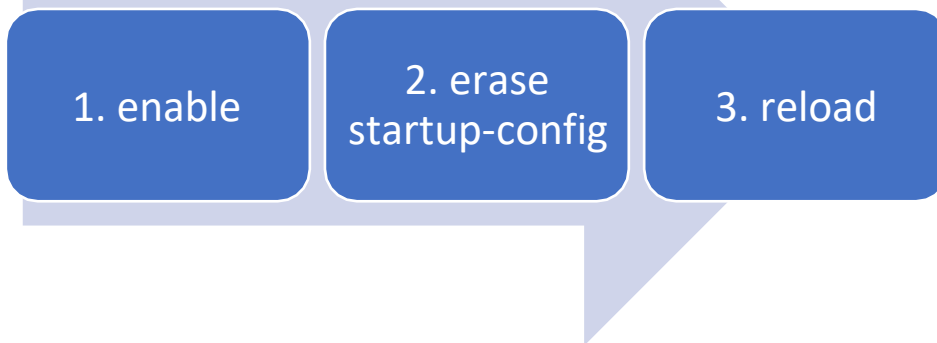 1. enable
2. erase
startup-config
3. reload